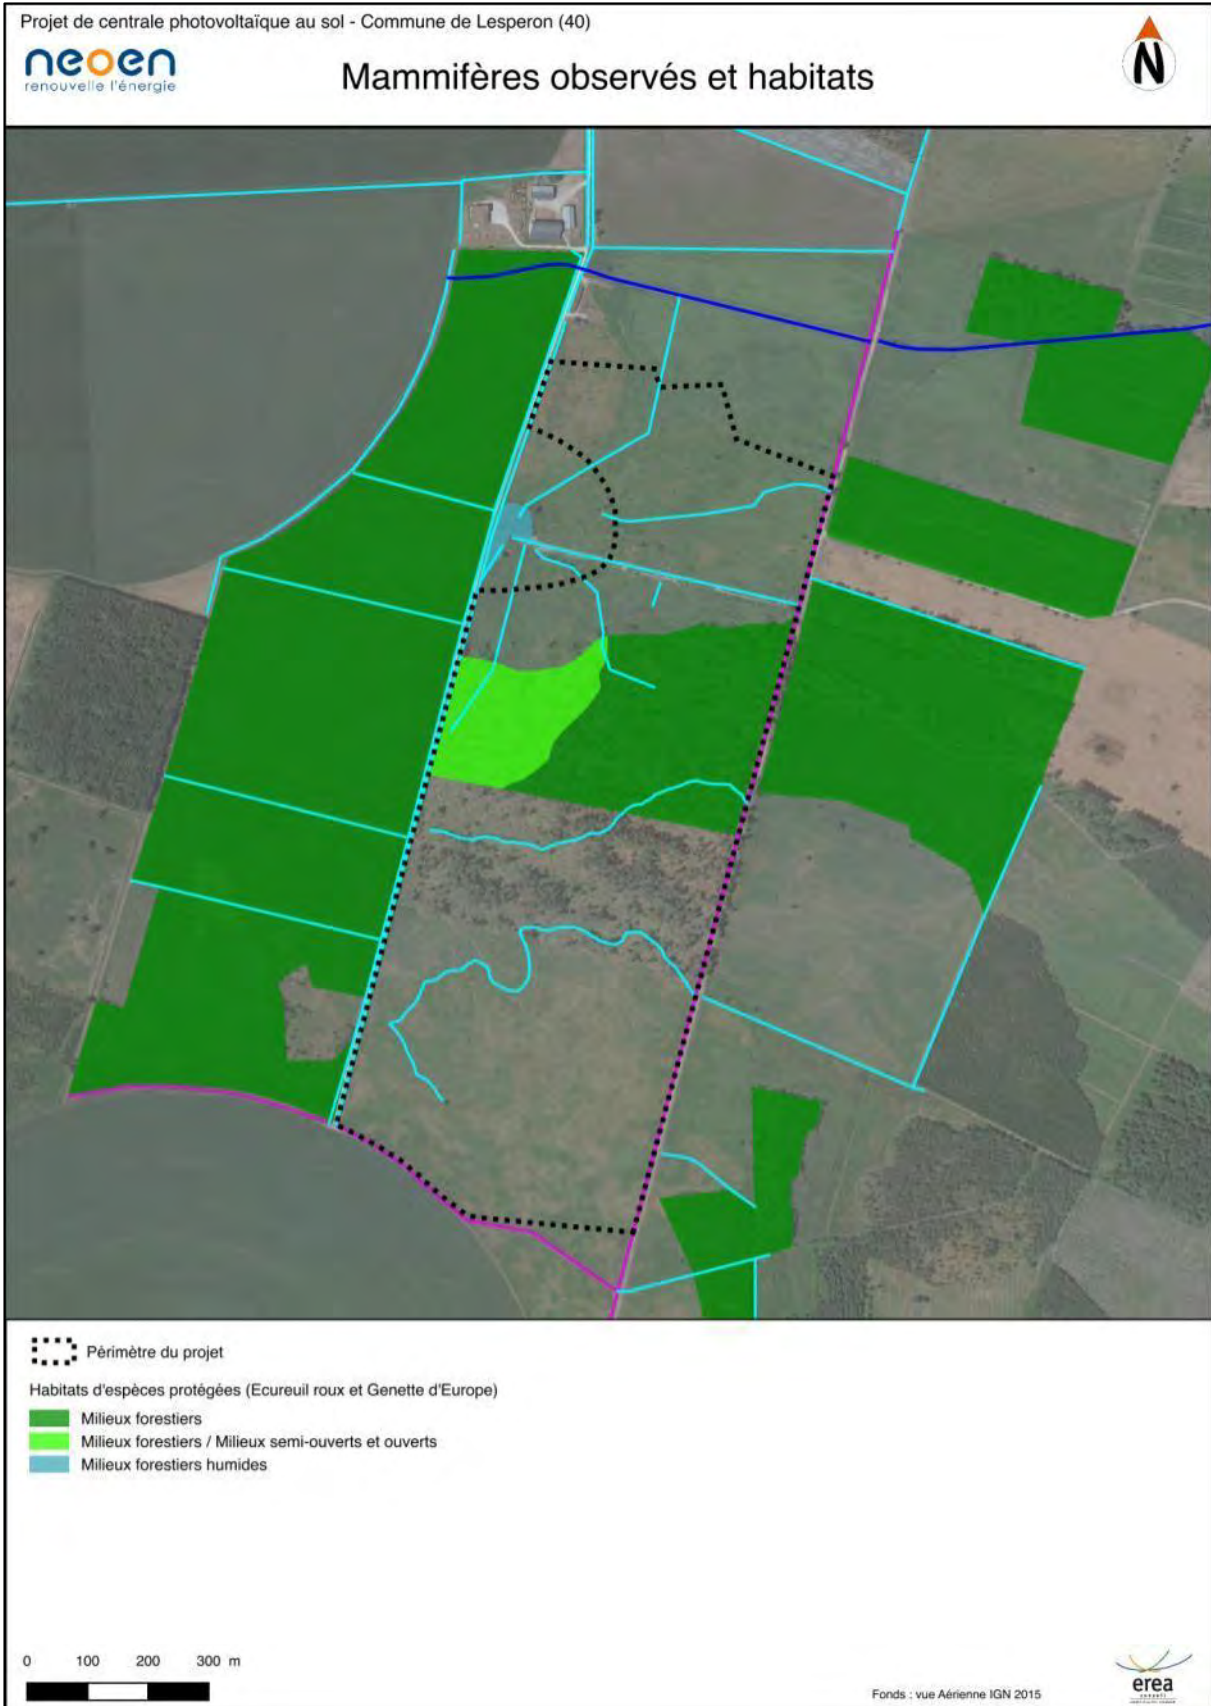 Projet de centrale photovoltaïque au sol - Commune de Lesperon (40)
neoen
renouvelle l'énergie
Mammifères observés et habitats
N
Périmètre du projet
Habitats d'espèces protégées (Ecureuil roux et Genette d'Europe)
Milieux forestiers
Milieux forestiers / Milieux semi-ouverts et ouverts
Milieux forestiers humides
0 100 200 300 m
Fonds : vue Aérienne IGN 2015
erea
conseil